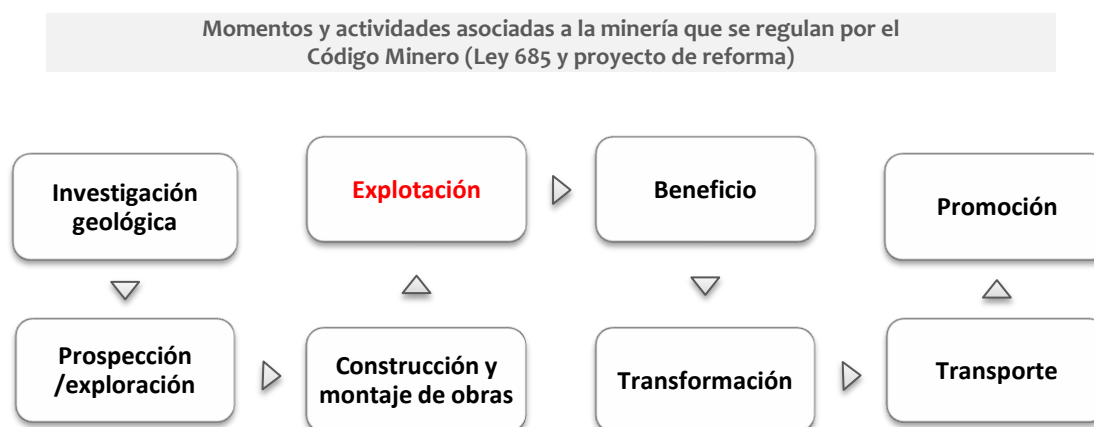 Momentos y actividades asociadas a la minería que se regulan por el
Código Minero (Ley 685 y proyecto de reforma)
Investigación
geológica
Prospección
/exploración
Construcción y
montaje de obras
Explotación
Beneficio
Transformación
Transporte
Promoción